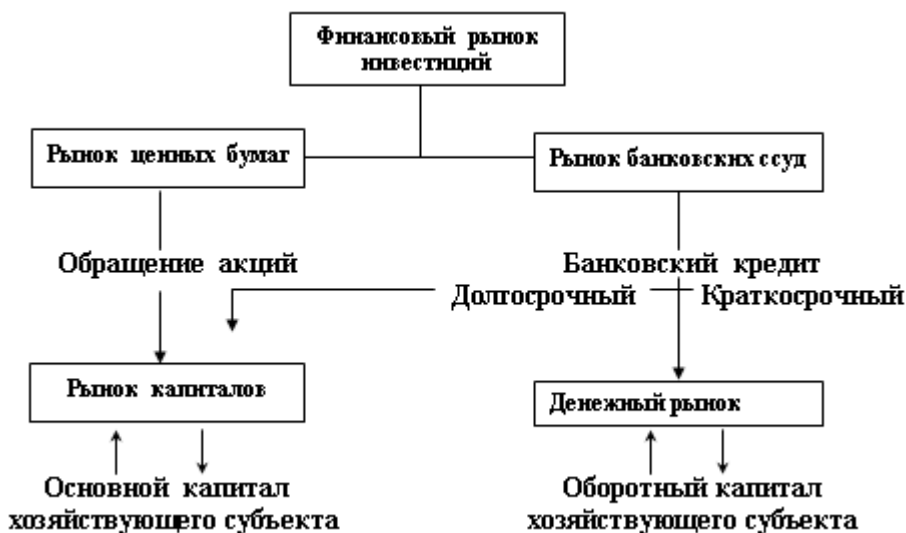 Финансовый рынок
инвестиций
Рынок ценных бумаг
Рынок банковских ссуд
Обращение акций
Банковский кредит
Долгосрочный
Краткосрочный
Рынок капиталов
Денежный рынок
Основной капитал
хозяйствующего субъекта
Оборотный капитал
хозяйствующего субъекта